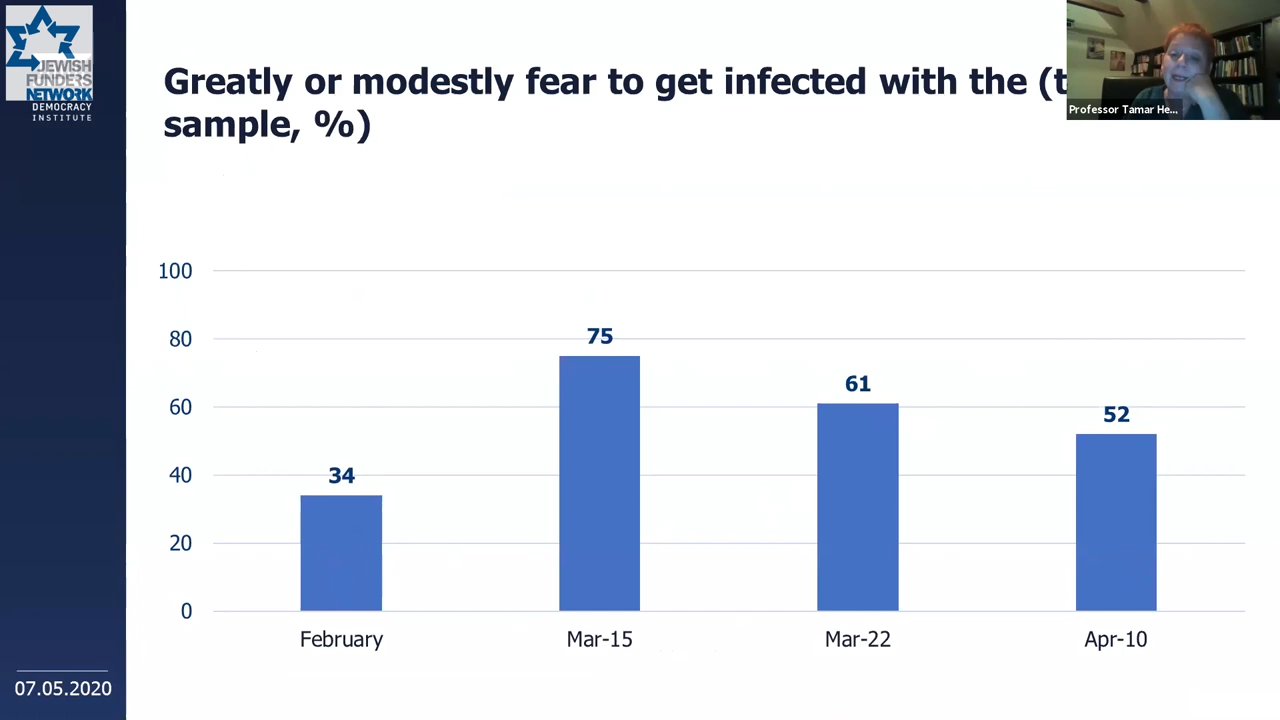 JEWISH
FUNDERS
NETWORK
DEMOCRACY
INSTITUTE
Greatly or modestly fear to get infected with the (t
sample, %)
Professor Tamar He...
100
80
60
40
20
0
34
75
61
52
February
Mar-15
Mar-22
Apr-10
07.05.2020